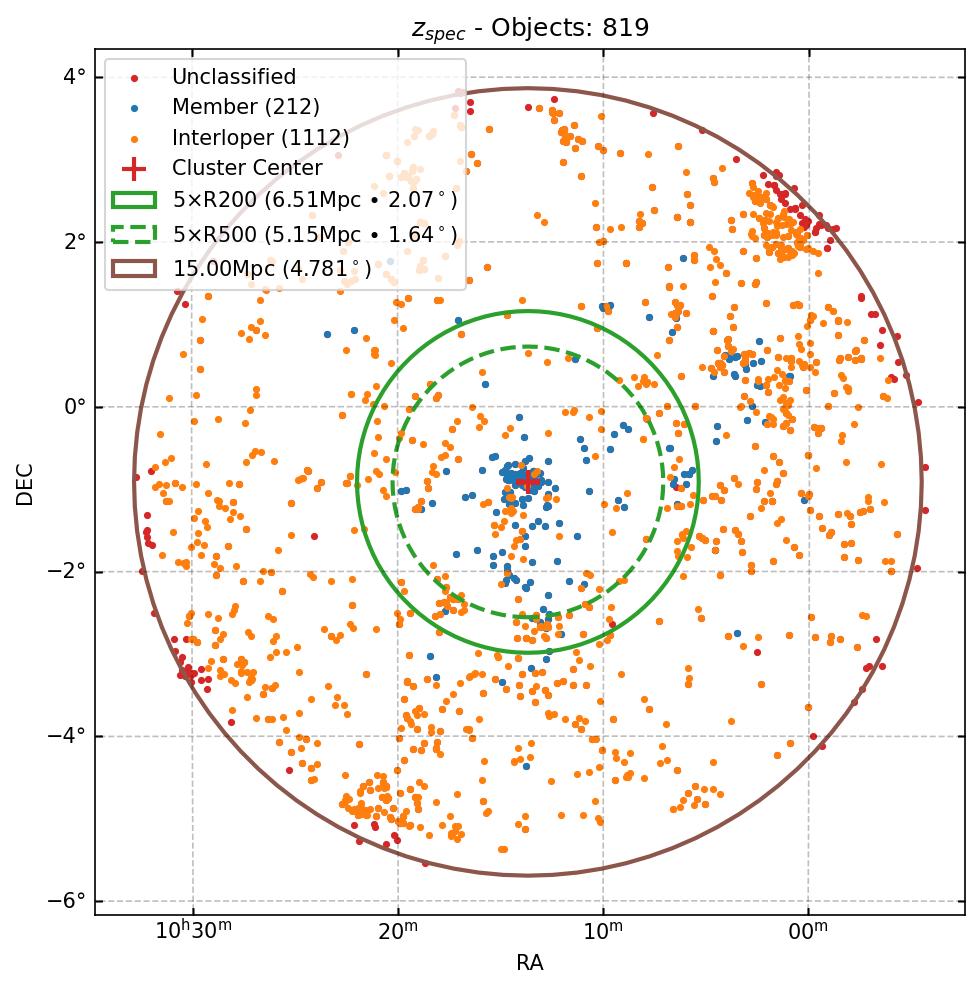 z_spec - Objects: 819
Unclassified
Member (212)
Interloper (1112)
Cluster Center
5×R200 (6.51Mpc • 2.07°)
5×R500 (5.15Mpc • 1.64°)
15.00Mpc (4.781°)
4°
2°
0°
−2°
−4°
−6°
DEC
10h30m 20m 10m 00m
RA